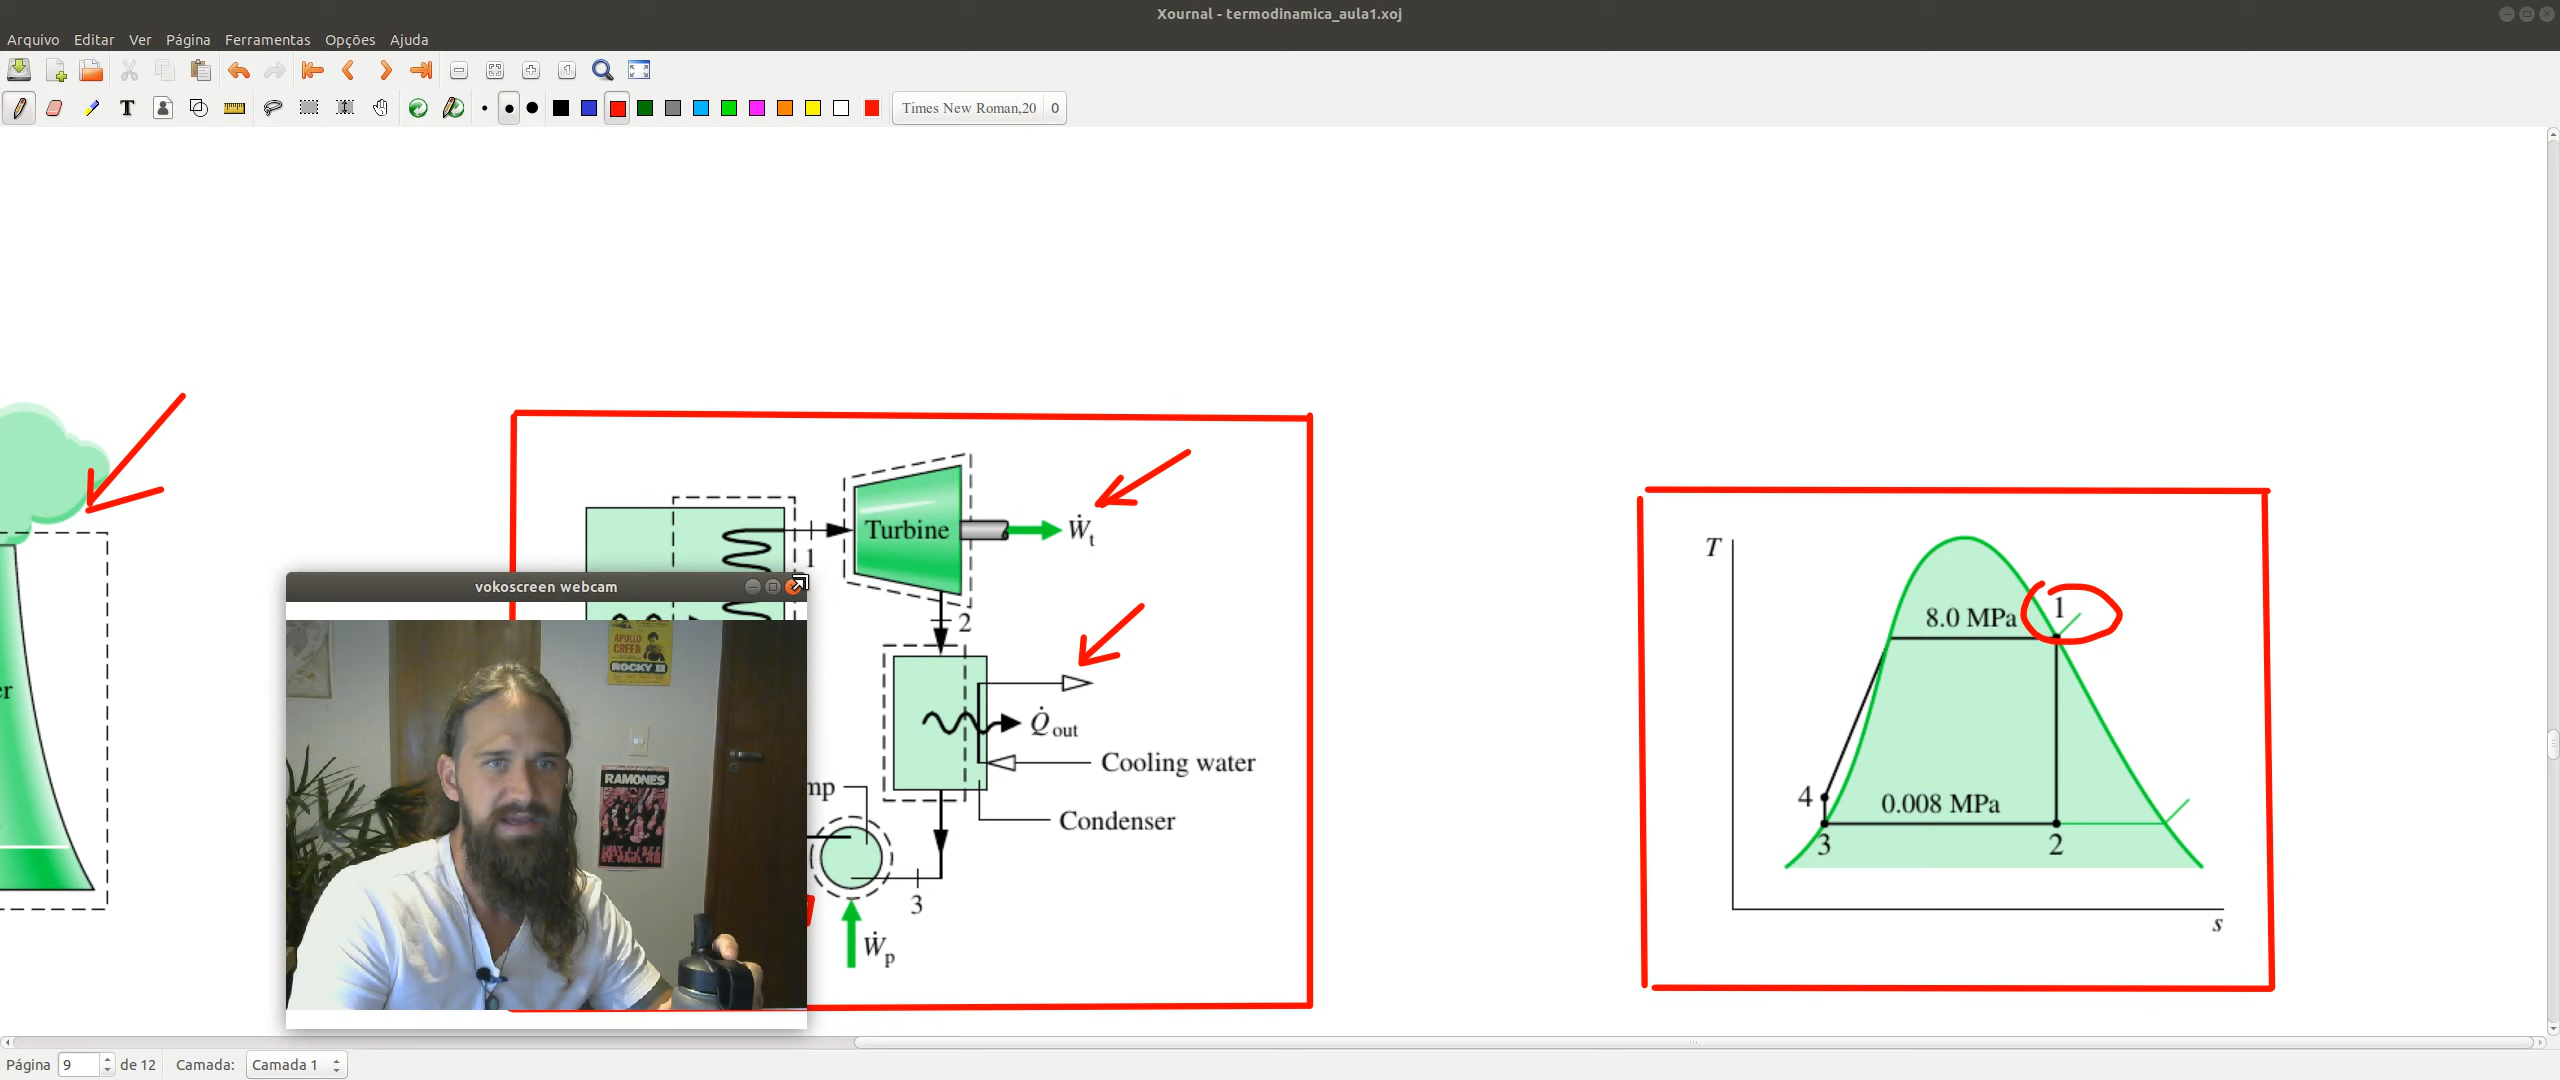 Xournal - termodinamica_aula1.xoj
Arquivo Editar Ver Página Ferramentas Opções Ajuda
Times New Roman,20 0
Turbine
Ẇt
1
2
Q̇out
Cooling water
Condenser
mp
3
Ẇp
er
T
1
8.0 MPa
4
0.008 MPa
3
2
s
vokoscreen webcam
APOLLO
CREED
ROCKY II
RAMONES
Página 9 de 12 Camada: Camada 1